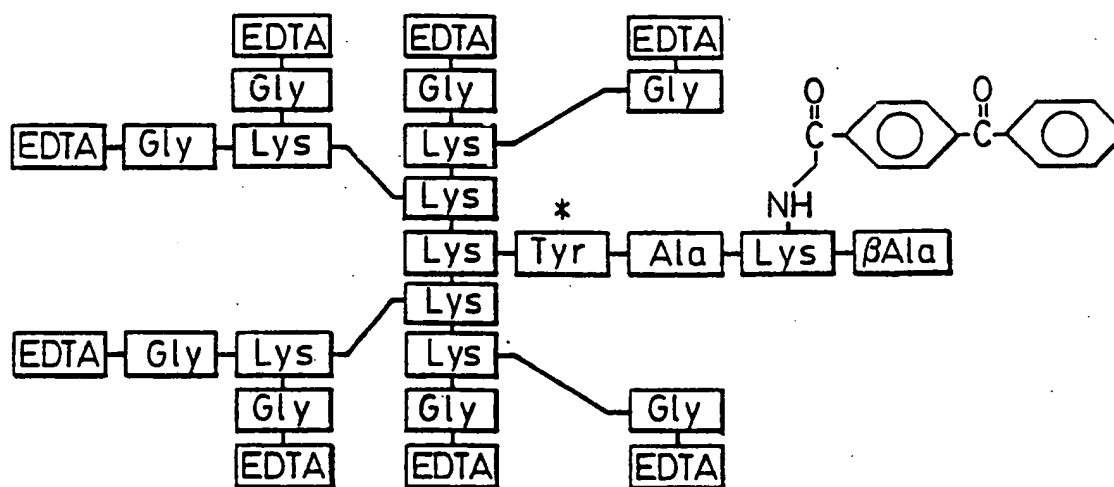 EDTA EDTA EDTA
Gly Gly Gly
O O
EDTA Gly Lys Lys C C
Lys NH
*
Lys Tyr Ala Lys βAla
Lys
EDTA Gly Lys Lys
Gly Gly Gly
EDTA EDTA EDTA